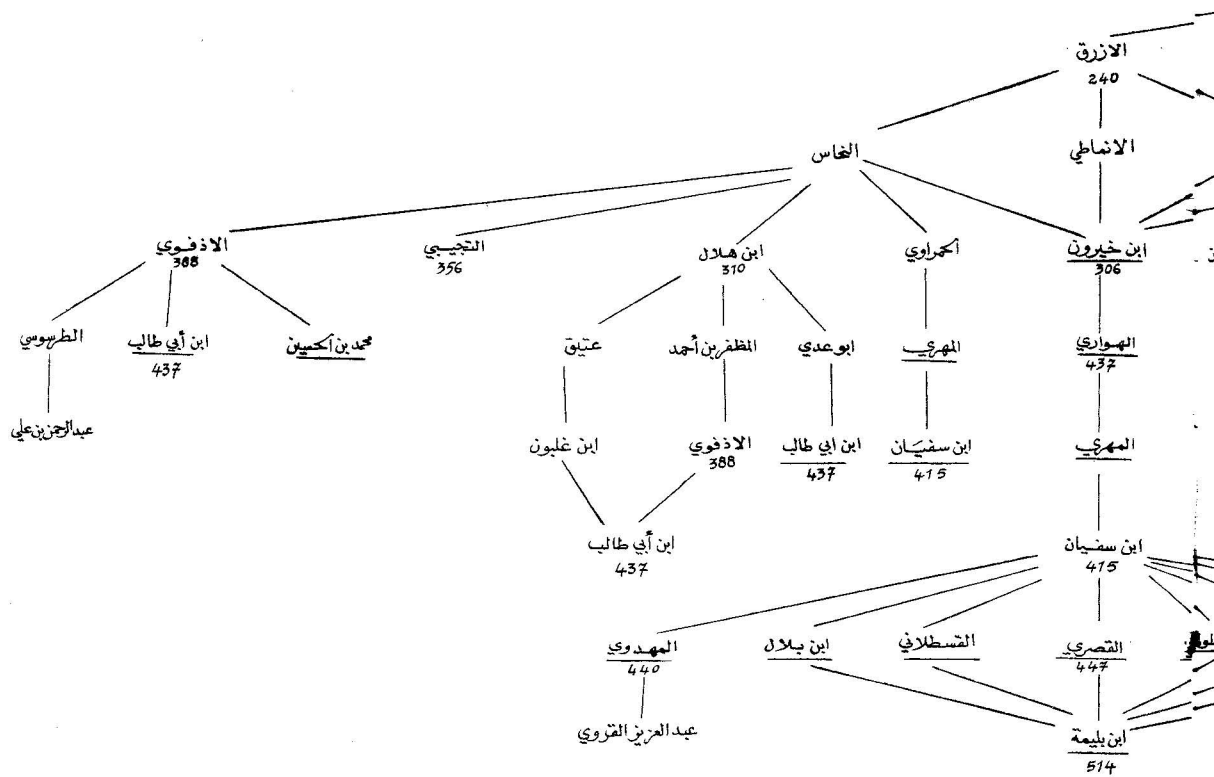 الازرق
240
الانماطي
النحاس
ابن خيرون
306
الحمراوي
ابن هلال
310
التجيبي
356
الاذفوي
388
الهواري
437
المهري
ابو عدي
المظفر بن أحمد
عتيق
محمد بن الحسين
ابن أبي طالب
437
الطرسوسي
المهري
ابن سفيان
415
ابن ابي طالب
437
الاذفوي
388
ابن غلبون
عبد الرحمن بن علي
ابن سفيان
415
ابن أبي طالب
437
القصري
447
القسطلاني
ابن بلال
المهدوي
440
ابن بليمة
514
عبد العزيز القروي